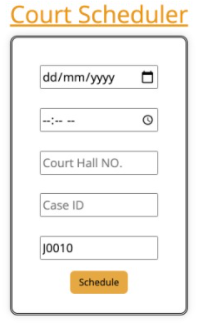 Court Scheduler
dd/mm/yyyy
--:-- --
Court Hall NO.
Case ID
J0010
Schedule